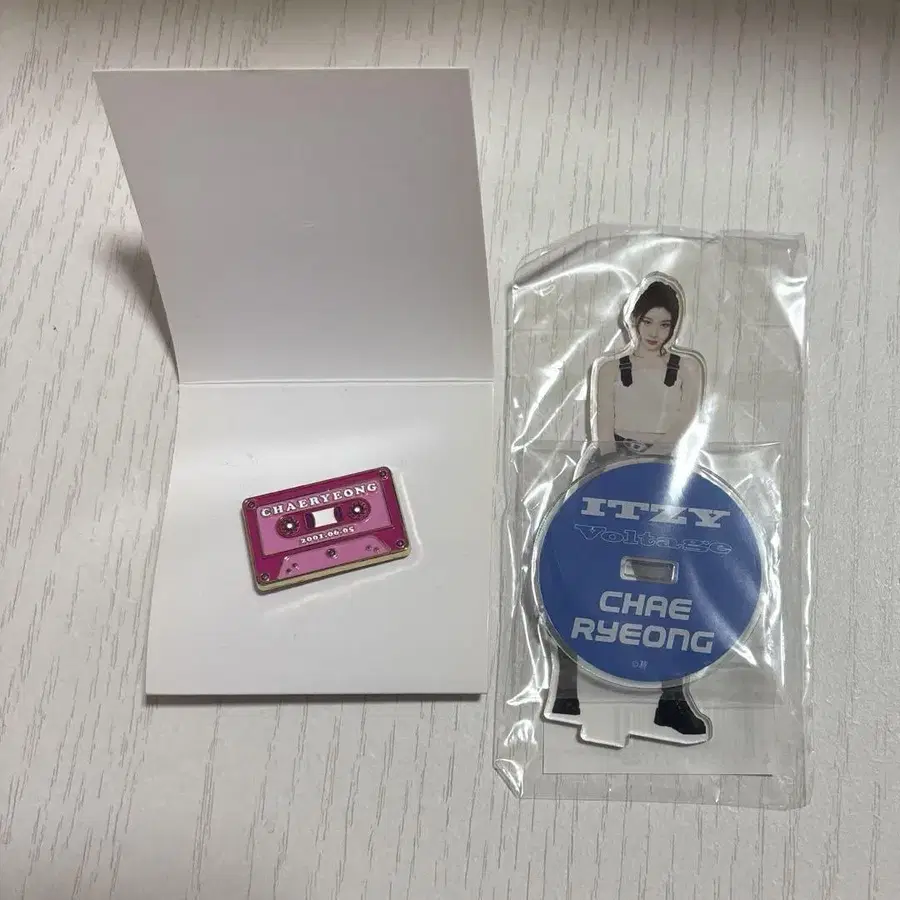 CHAERYEONG
2001.06.05
ITZY
Voltage
CHAE
RYEONG